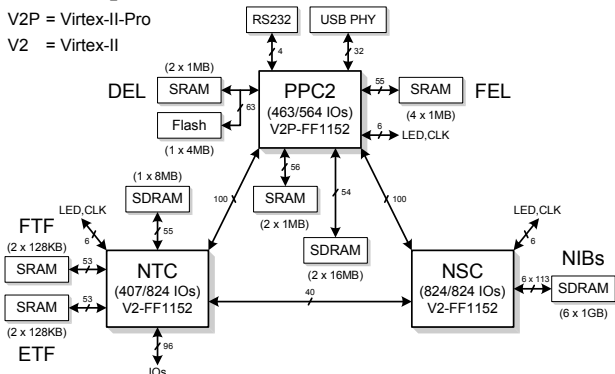 V2P = Virtex-II-Pro
V2 = Virtex-II
RS232
USB PHY
4
32
(2 x 1MB)
DEL
SRAM
63
Flash
(1 x 4MB)
PPC2
(463/564 IOs)
V2P-FF1152
55
SRAM
FEL
(4 x 1MB)
6
LED,CLK
56
54
SRAM
(2 x 1MB)
100
100
SDRAM
(2 x 16MB)
(1 x 8MB)
SDRAM
55
LED,CLK
6
FTF
(2 x 128KB)
SRAM
53
NTC
(407/824 IOs)
V2-FF1152
SRAM
53
(2 x 128KB)
ETF
96
IOs
40
LED,CLK
6
NSC
(824/824 IOs)
V2-FF1152
6 x 113
NIBs
SDRAM
(6 x 1GB)